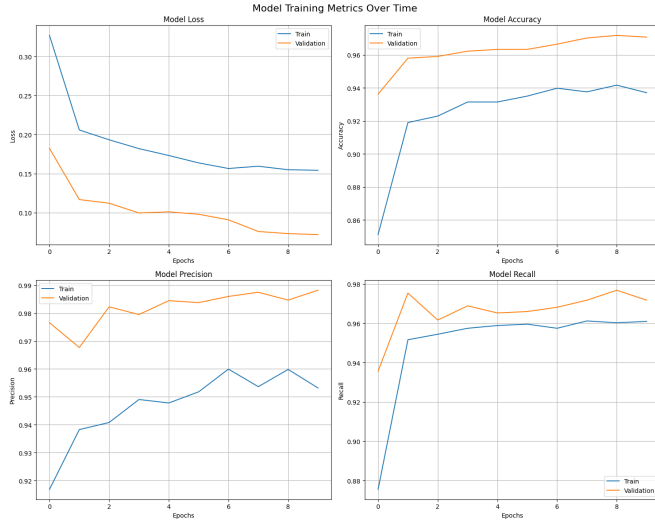 Model Training Metrics Over Time
Model Loss
Train
Validation
0.30
0.25
0.20
0.15
0.10
Loss
0 2 4 6 8
Epochs
Model Accuracy
Train
Validation
0.96
0.94
0.92
0.90
0.88
0.86
Accuracy
0 2 4 6 8
Epochs
Model Precision
Train
Validation
0.99
0.98
0.97
0.96
0.95
0.94
0.93
0.92
Precision
0 2 4 6 8
Epochs
Model Recall
0.98
0.96
0.94
0.92
0.90
0.88
Recall
Train
Validation
0 2 4 6 8
Epochs